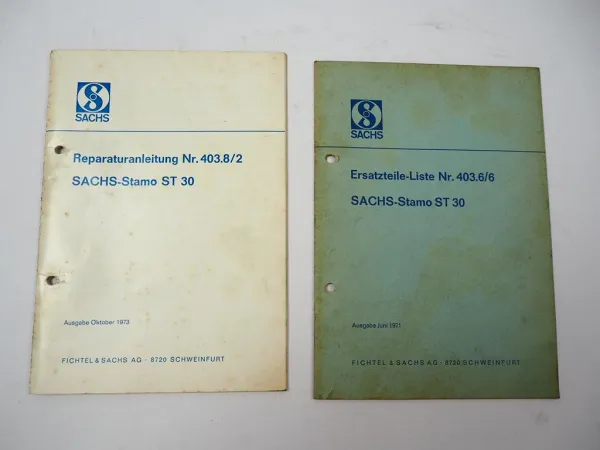 SACHS
Reparaturanleitung Nr. 403.8/2
SACHS-Stamo ST 30
Ausgabe Oktober 1973
FICHTEL & SACHS AG - 8720 SCHWEINFURT
SACHS
Ersatzteile-Liste Nr. 403.6/6
SACHS-Stamo ST 30
Ausgabe Juni 1971
FICHTEL & SACHS AG - 8720 SCHWEINFURT